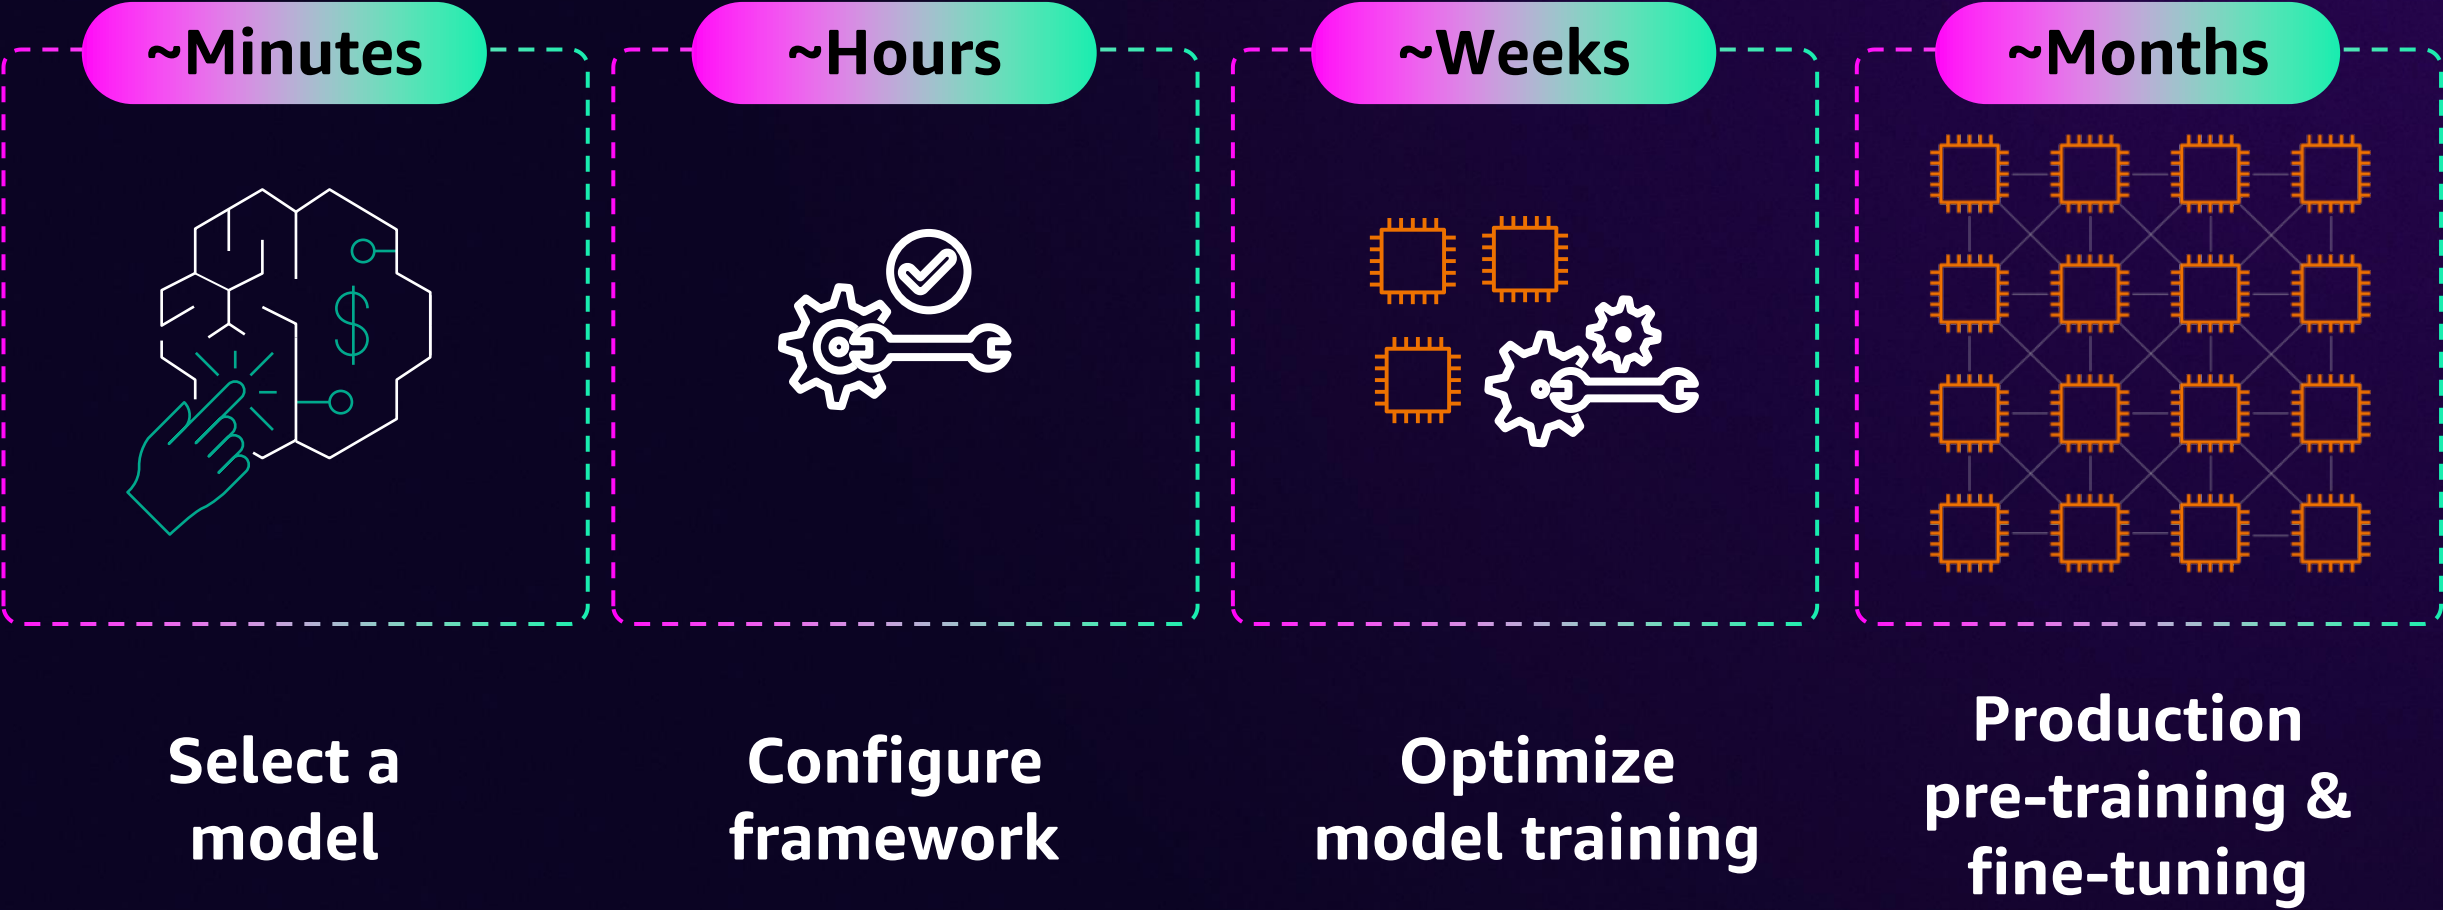 ~Minutes
~Hours
~Weeks
~Months
$
Select a
model
Configure
framework
Optimize
model training
Production
pre-training &
fine-tuning